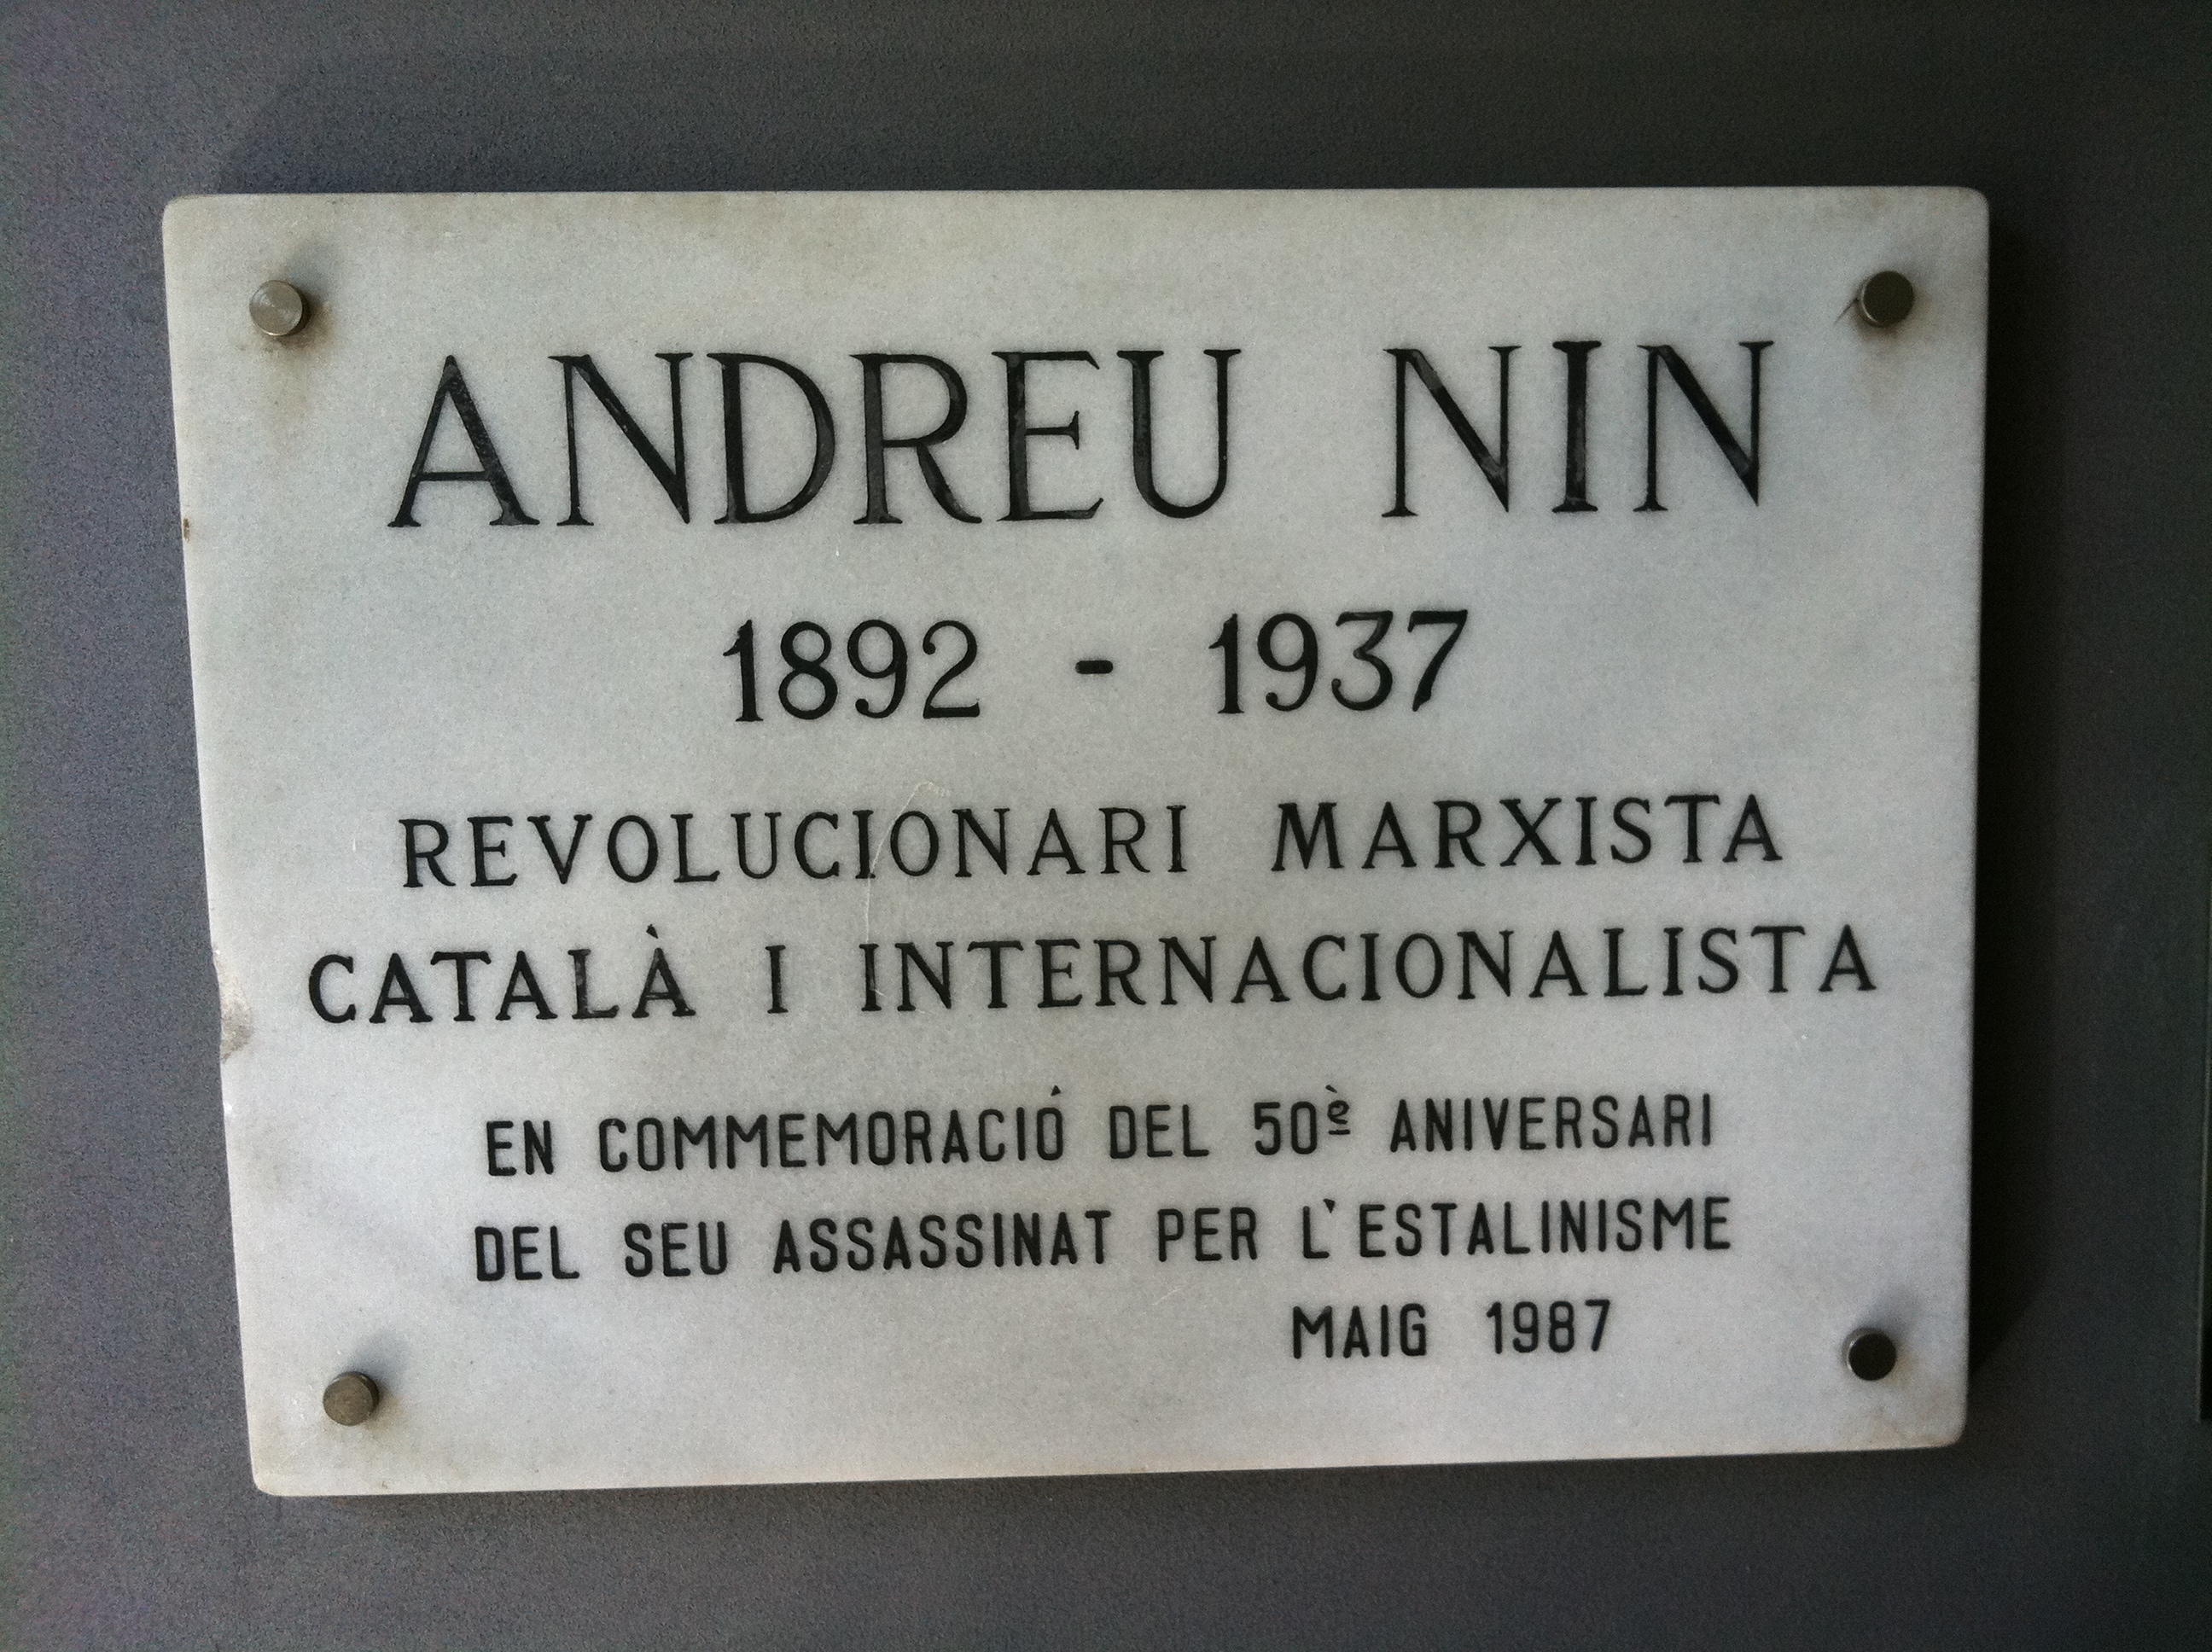 ANDREU NIN
1892 - 1937
REVOLUCIONARI MARXISTA
CATALÀ I INTERNACIONALISTA
EN COMMEMORACIÓ DEL 50è ANIVERSARI
DEL SEU ASSASSINAT PER L'ESTALINISME
MAIG 1987